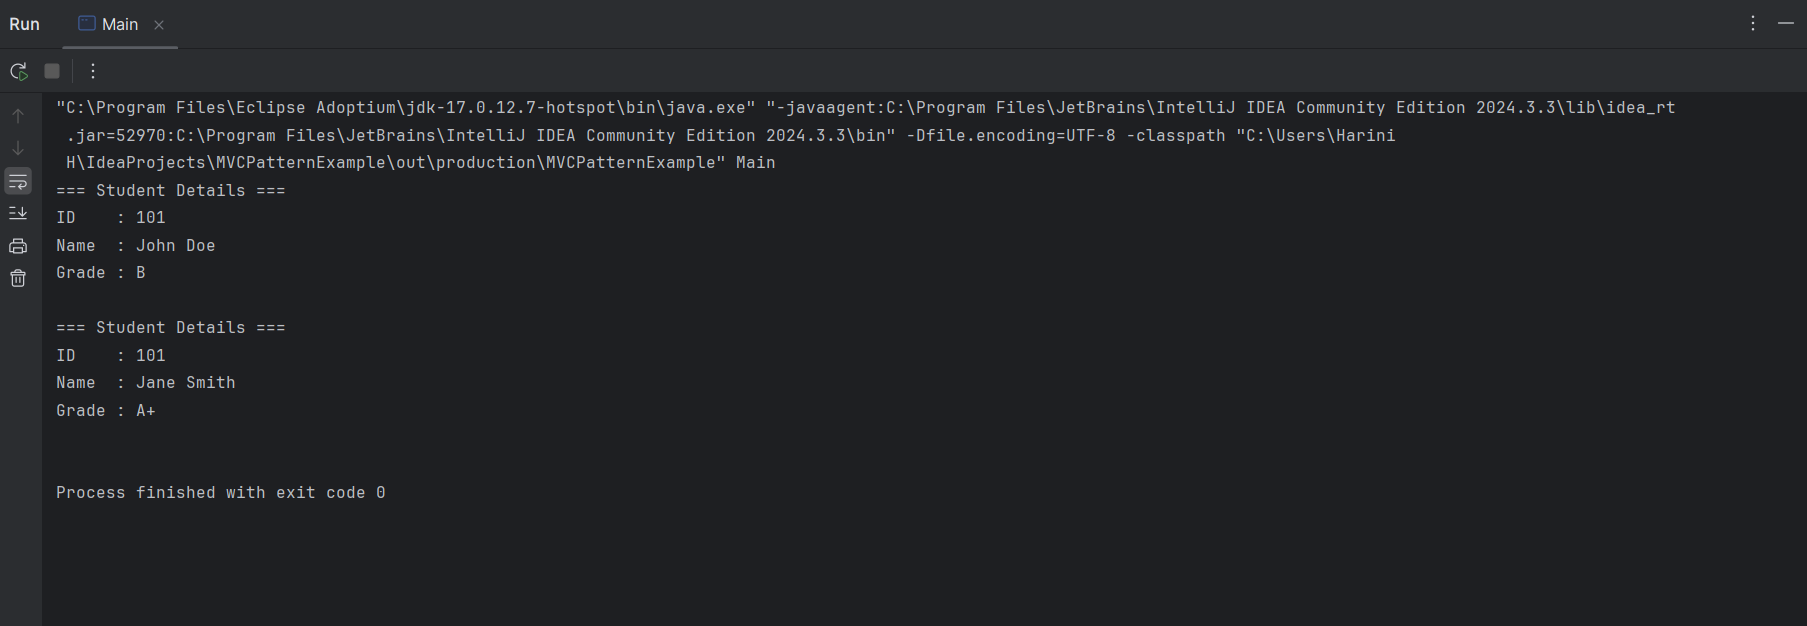 Run Main
"C:\Program Files\Eclipse Adoptium\jdk-17.0.12.7-hotspot\bin\java.exe" "-javaagent:C:\Program Files\JetBrains\IntelliJ IDEA Community Edition 2024.3.3\lib\idea_rt
.jar=52970:C:\Program Files\JetBrains\IntelliJ IDEA Community Edition 2024.3.3\bin" -Dfile.encoding=UTF-8 -classpath "C:\Users\Harini
H\IdeaProjects\MVCPatternExample\out\production\MVCPatternExample" Main
=== Student Details ===
ID    : 101
Name  : John Doe
Grade : B
=== Student Details ===
ID    : 101
Name  : Jane Smith
Grade : A+
Process finished with exit code 0